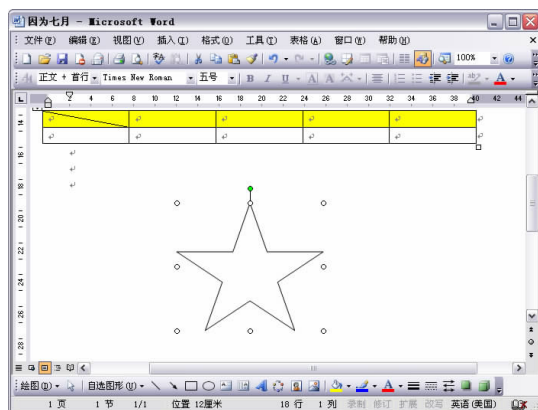 因为七月 - Microsoft Word
文件(F) 编辑(E) 视图(V) 插入(I) 格式(O) 工具(T) 表格(A) 窗口(W) 帮助(H)
100%
正文 + 首行 Times New Roman 五号 B I U A A A
L 2 4 6 8 10 12 14 16 18 20 22 24 26 28 30 32 34 36 38 40 42 44
14
16
18
20
22
24
26
28
绘图(D) 自选图形(U) A A
1 页 1 节 1/1 位置 12厘米 18 行 1 列 录制 修订 扩展 改写 英语(美国)